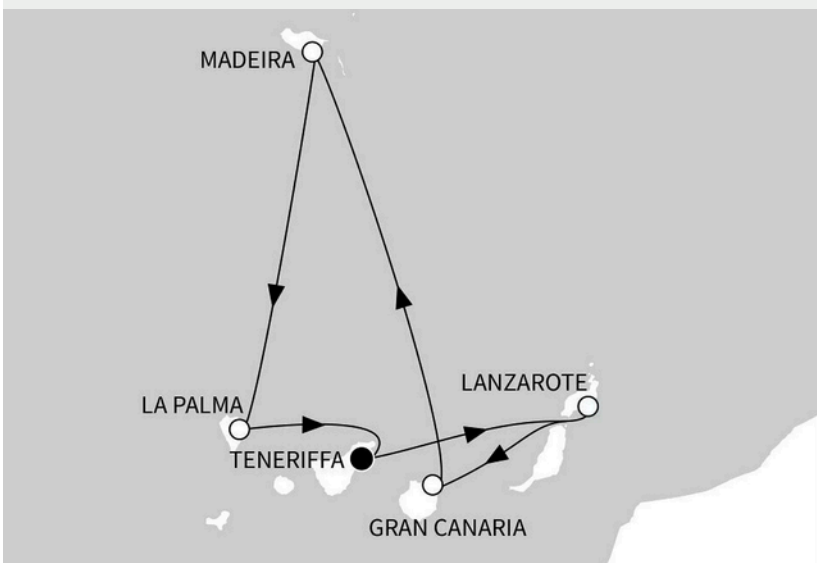 MADEIRA
LANZAROTE
LA PALMA
TENERIFFA
GRAN CANARIA